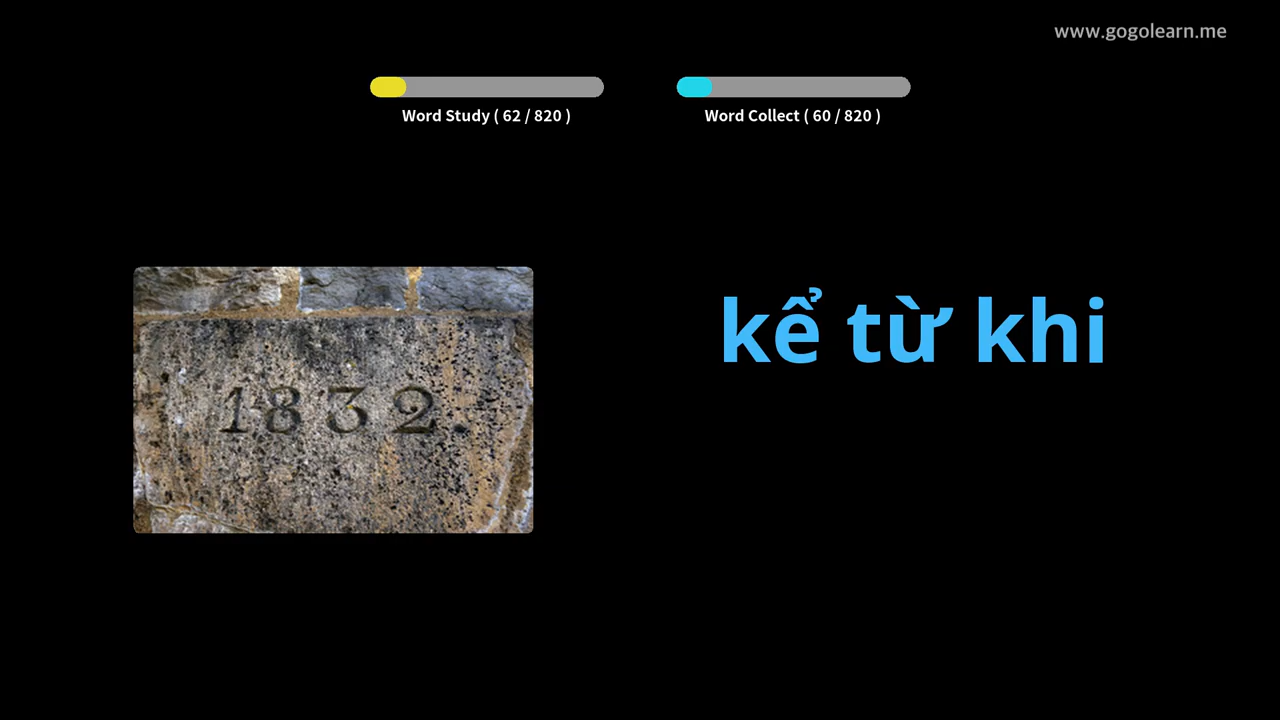 www.gogolearn.me
Word Study ( 62 / 820 )
Word Collect ( 60 / 820 )
kể từ khi
1832.